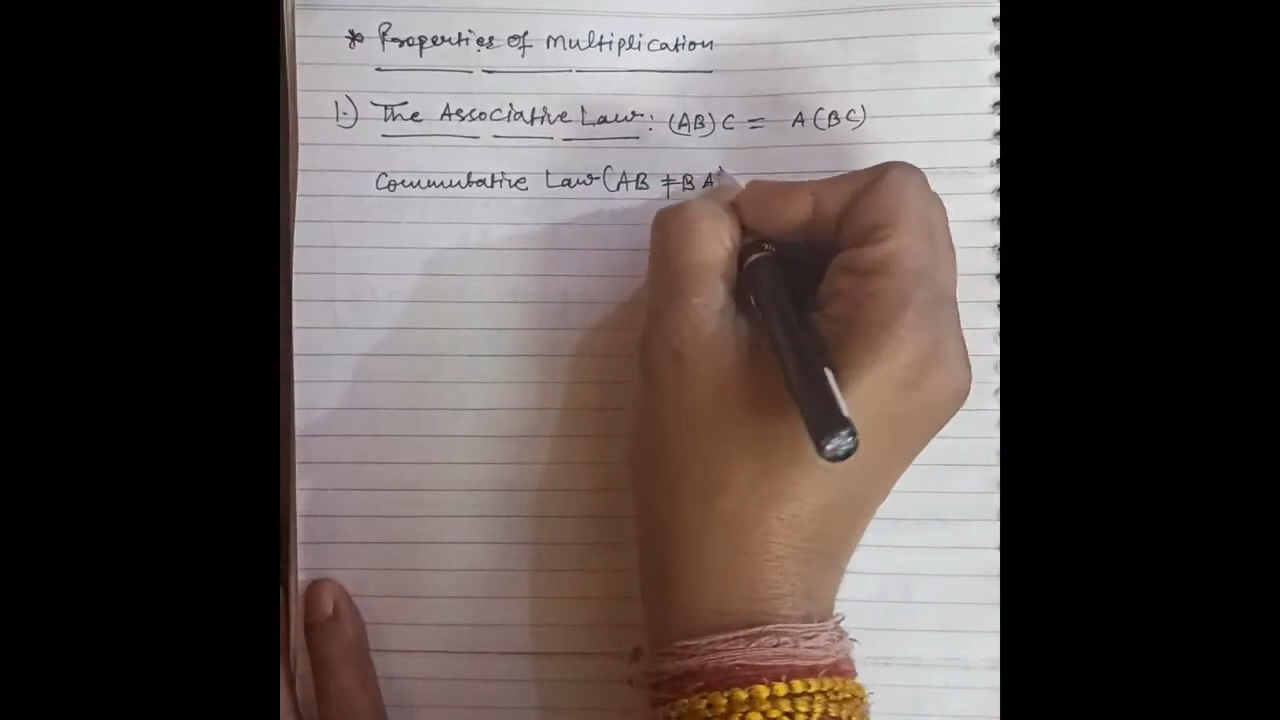 * Properties of Multiplication
1.) The Associative Law: (AB)C = A(BC)
Commutative Law (AB ≠ BA)